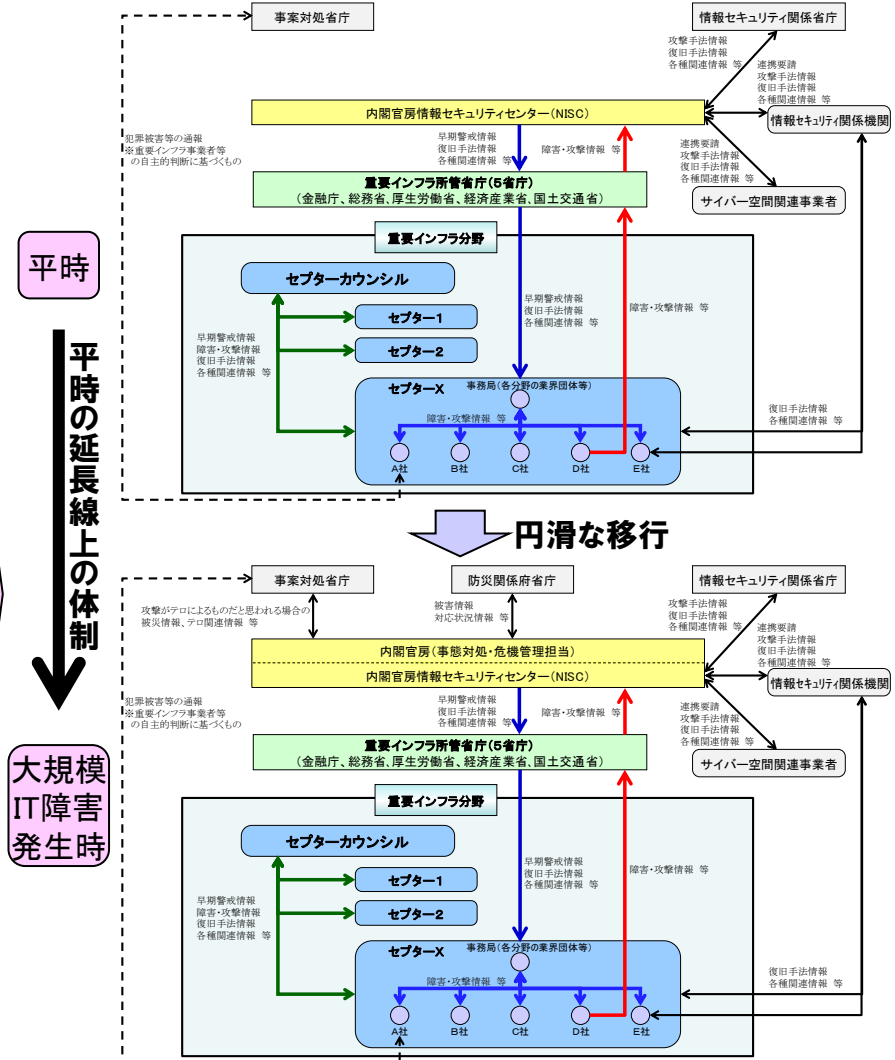 事案対処省庁
情報セキュリティ関係省庁
攻撃手法情報
復旧手法情報
各種関連情報 等
連携要請
攻撃手法情報
復旧手法情報
各種関連情報 等
内閣官房情報セキュリティセンター(NISC)
情報セキュリティ関係機関
犯罪被害等の通報
※重要インフラ事業者等
の自主的判断に基づくもの
早期警戒情報
復旧手法情報
各種関連情報 等
障害・攻撃情報 等
連携要請
攻撃手法情報
復旧手法情報
各種関連情報 等
重要インフラ所管省庁(5省庁)
(金融庁、総務省、厚生労働省、経済産業省、国土交通省)
サイバー空間関連事業者
平時
重要インフラ分野
セプターカウンシル
セプター1
セプター2
早期警戒情報
復旧手法情報
各種関連情報 等
障害・攻撃情報 等
早期警戒情報
障害・攻撃情報
復旧手法情報
各種関連情報 等
セプターX
事務局(各分野の業界団体等)
障害・攻撃情報 等
A社
B社
C社
D社
E社
復旧手法情報
各種関連情報 等
平時の延長線上の体制
円滑な移行
事案対処省庁
防災関係府省庁
情報セキュリティ関係省庁
攻撃がテロによるものだと思われる場合の
被災情報、テロ関連情報 等
被害情報
対応状況情報 等
攻撃手法情報
復旧手法情報
各種関連情報 等
連携要請
攻撃手法情報
復旧手法情報
各種関連情報 等
内閣官房(事態対処・危機管理担当)
内閣官房情報セキュリティセンター(NISC)
情報セキュリティ関係機関
犯罪被害等の通報
※重要インフラ事業者等
の自主的判断に基づくもの
早期警戒情報
復旧手法情報
各種関連情報 等
障害・攻撃情報 等
連携要請
攻撃手法情報
復旧手法情報
各種関連情報 等
重要インフラ所管省庁(5省庁)
(金融庁、総務省、厚生労働省、経済産業省、国土交通省)
サイバー空間関連事業者
大規模
IT障害
発生時
重要インフラ分野
セプターカウンシル
セプター1
セプター2
早期警戒情報
復旧手法情報
各種関連情報 等
障害・攻撃情報 等
早期警戒情報
障害・攻撃情報
復旧手法情報
各種関連情報 等
セプターX
事務局(各分野の業界団体等)
障害・攻撃情報 等
A社
B社
C社
D社
E社
復旧手法情報
各種関連情報 等